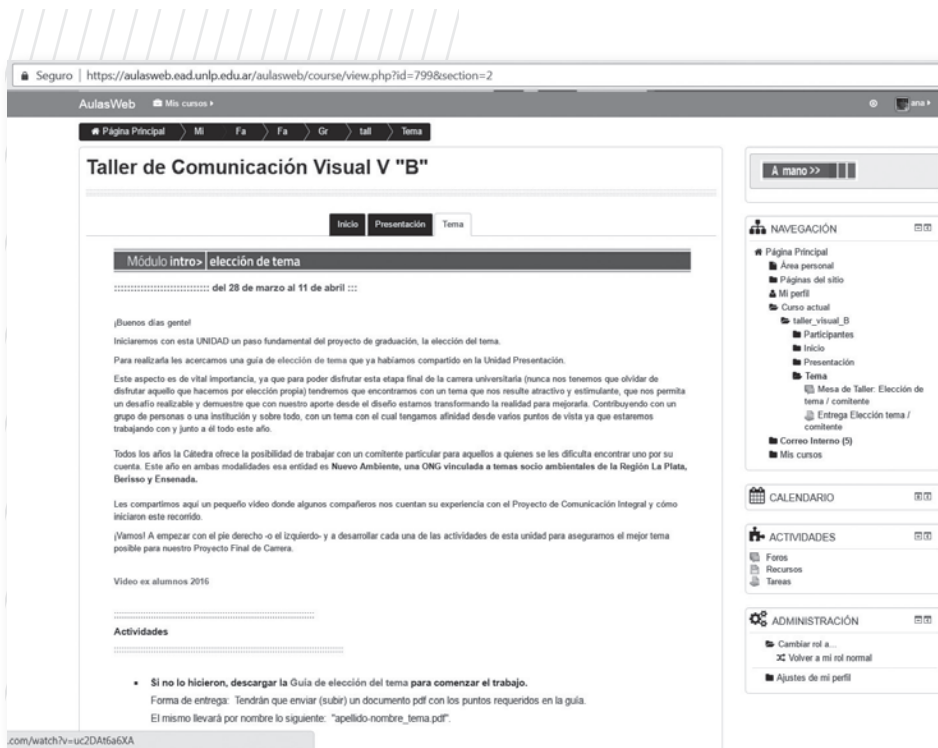 Seguro | https://aulasweb.ead.unlp.edu.ar/aulasweb/course/view.php?id=799&section=2
AulasWeb Mis cursos
ana
Página Principal Mi Fa Fa Gr tall Tema
Taller de Comunicación Visual V "B"
Inicio Presentación Tema
Módulo intro> elección de tema
::::::::::::::::::::::::::::: del 28 de marzo al 11 de abril :::
¡Buenos días gente!
Iniciaremos con esta UNIDAD un paso fundamental del proyecto de graduación, la elección del tema.
Para realizarla les acercamos una guía de elección de tema que ya habíamos compartido en la Unidad Presentación.
Este aspecto es de vital importancia, ya que para poder disfrutar esta etapa final de la carrera universitaria (nunca nos tenemos que olvidar de
disfrutar aquello que hacemos por elección propia) tendremos que encontrarnos con un tema que nos resulte atractivo y estimulante, que nos permita
un desafío realizable y demuestre que con nuestro aporte desde el diseño estamos transformando la realidad para mejorarla. Contribuyendo con un
grupo de personas o una institución y sobre todo, con un tema con el cual tengamos afinidad desde varios puntos de vista ya que estaremos
trabajando con y junto a él todo este año.
Todos los años la Cátedra ofrece la posibilidad de trabajar con un comitente particular para aquellos a quienes se les dificulta encontrar uno por su
cuenta. Este año en ambas modalidades esa entidad es Nuevo Ambiente, una ONG vinculada a temas socio ambientales de la Región La Plata,
Berisso y Ensenada.
Les compartimos aquí un pequeño video donde algunos compañeros nos cuentan su experiencia con el Proyecto de Comunicación Integral y cómo
iniciaron este recorrido.
¡Vamos! A empezar con el pie derecho -o el izquierdo- y a desarrollar cada una de las actividades de esta unidad para asegurarnos el mejor tema
posible para nuestro Proyecto Final de Carrera.
Video ex alumnos 2016
Actividades
• Si no lo hicieron, descargar la Guía de elección del tema para comenzar el trabajo.
Forma de entrega: Tendrán que enviar (subir) un documento pdf con los puntos requeridos en la guía.
El mismo llevará por nombre lo siguiente: "apellido-nombre_tema.pdf".
.com/watch?v=uc2DAt6a6XA
A mano >>
NAVEGACIÓN
Página Principal
Área personal
Páginas del sitio
Mi perfil
Curso actual
taller_visual_B
Participantes
Inicio
Presentación
Tema
Mesa de Taller: Elección de
tema / comitente
Entrega Elección tema /
comitente
Correo Interno (5)
Mis cursos
CALENDARIO
ACTIVIDADES
Foros
Recursos
Tareas
ADMINISTRACIÓN
Cambiar rol a...
Volver a mi rol normal
Ajustes de mi perfil